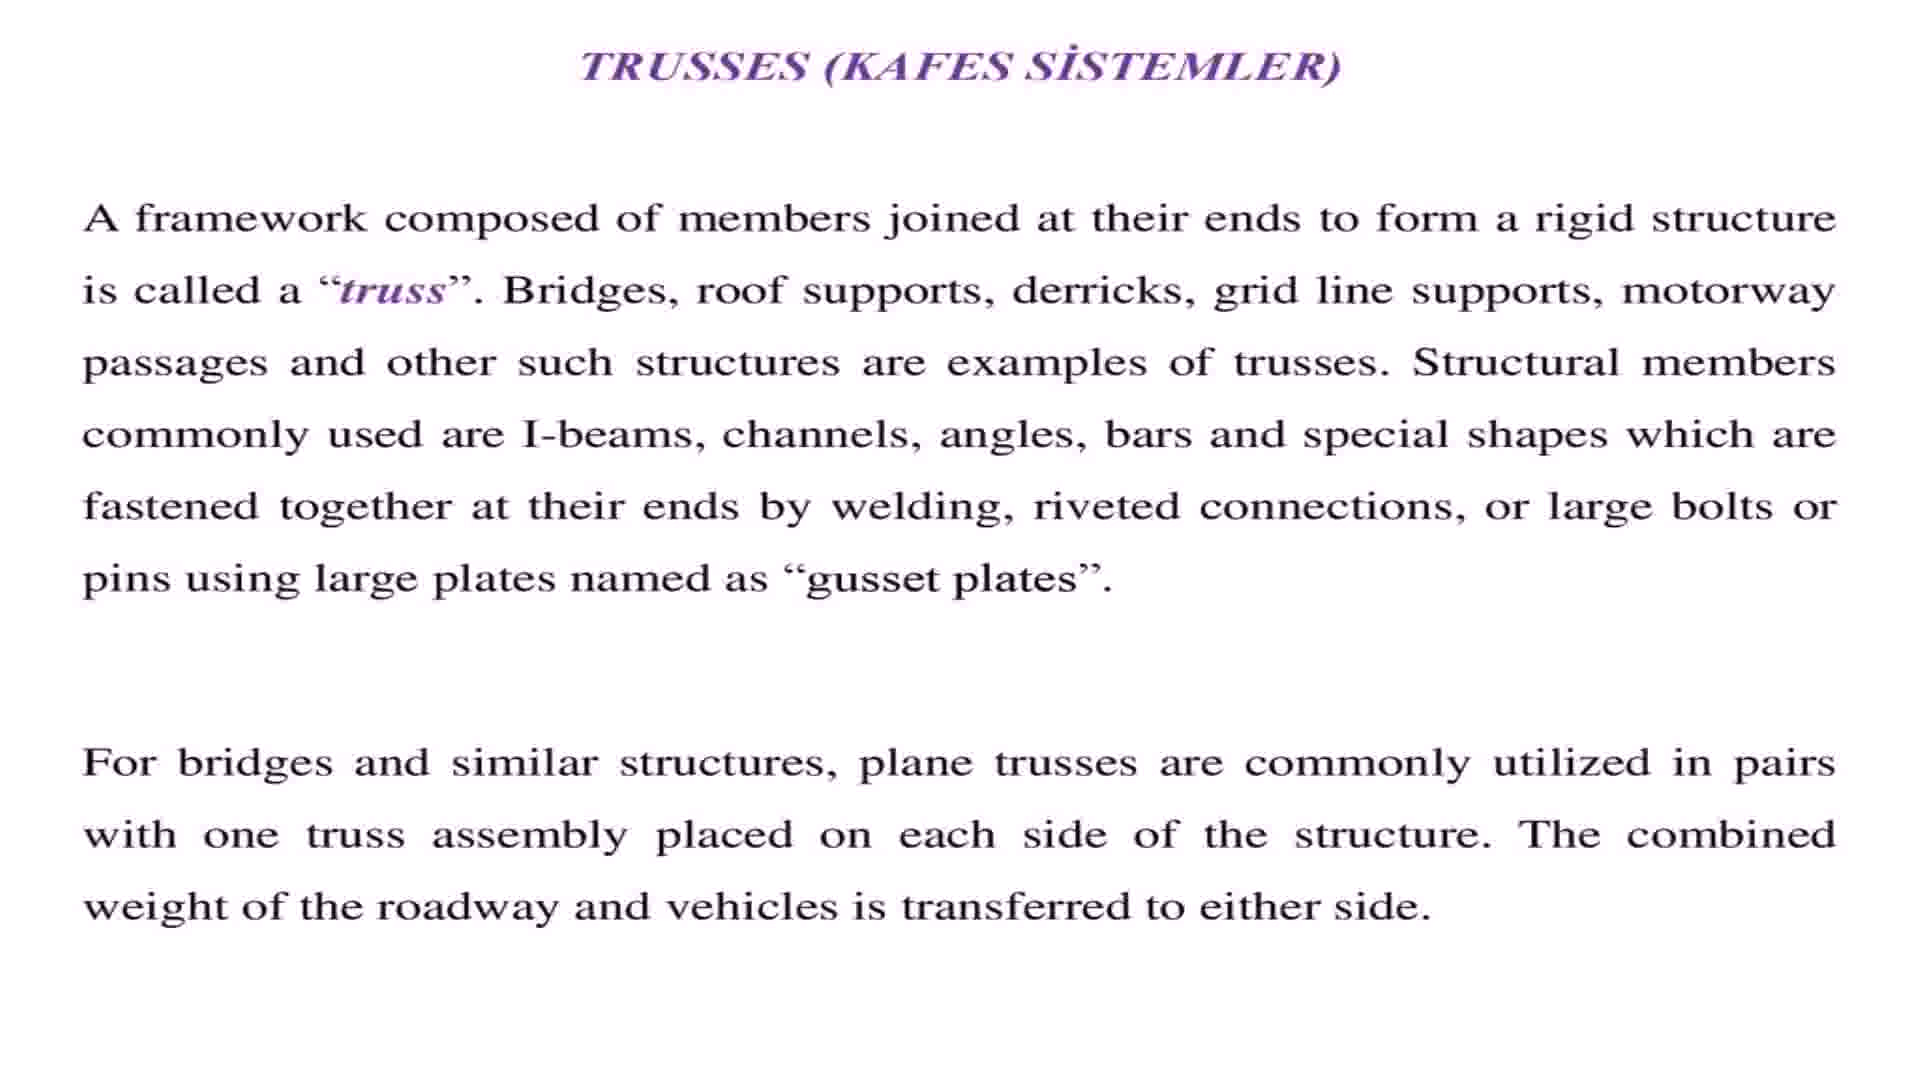 TRUSSES (KAFES SİSTEMLER)
A framework composed of members joined at their ends to form a rigid structure
is called a “truss”. Bridges, roof supports, derricks, grid line supports, motorway
passages and other such structures are examples of trusses. Structural members
commonly used are I-beams, channels, angles, bars and special shapes which are
fastened together at their ends by welding, riveted connections, or large bolts or
pins using large plates named as “gusset plates”.
For bridges and similar structures, plane trusses are commonly utilized in pairs
with one truss assembly placed on each side of the structure. The combined
weight of the roadway and vehicles is transferred to either side.